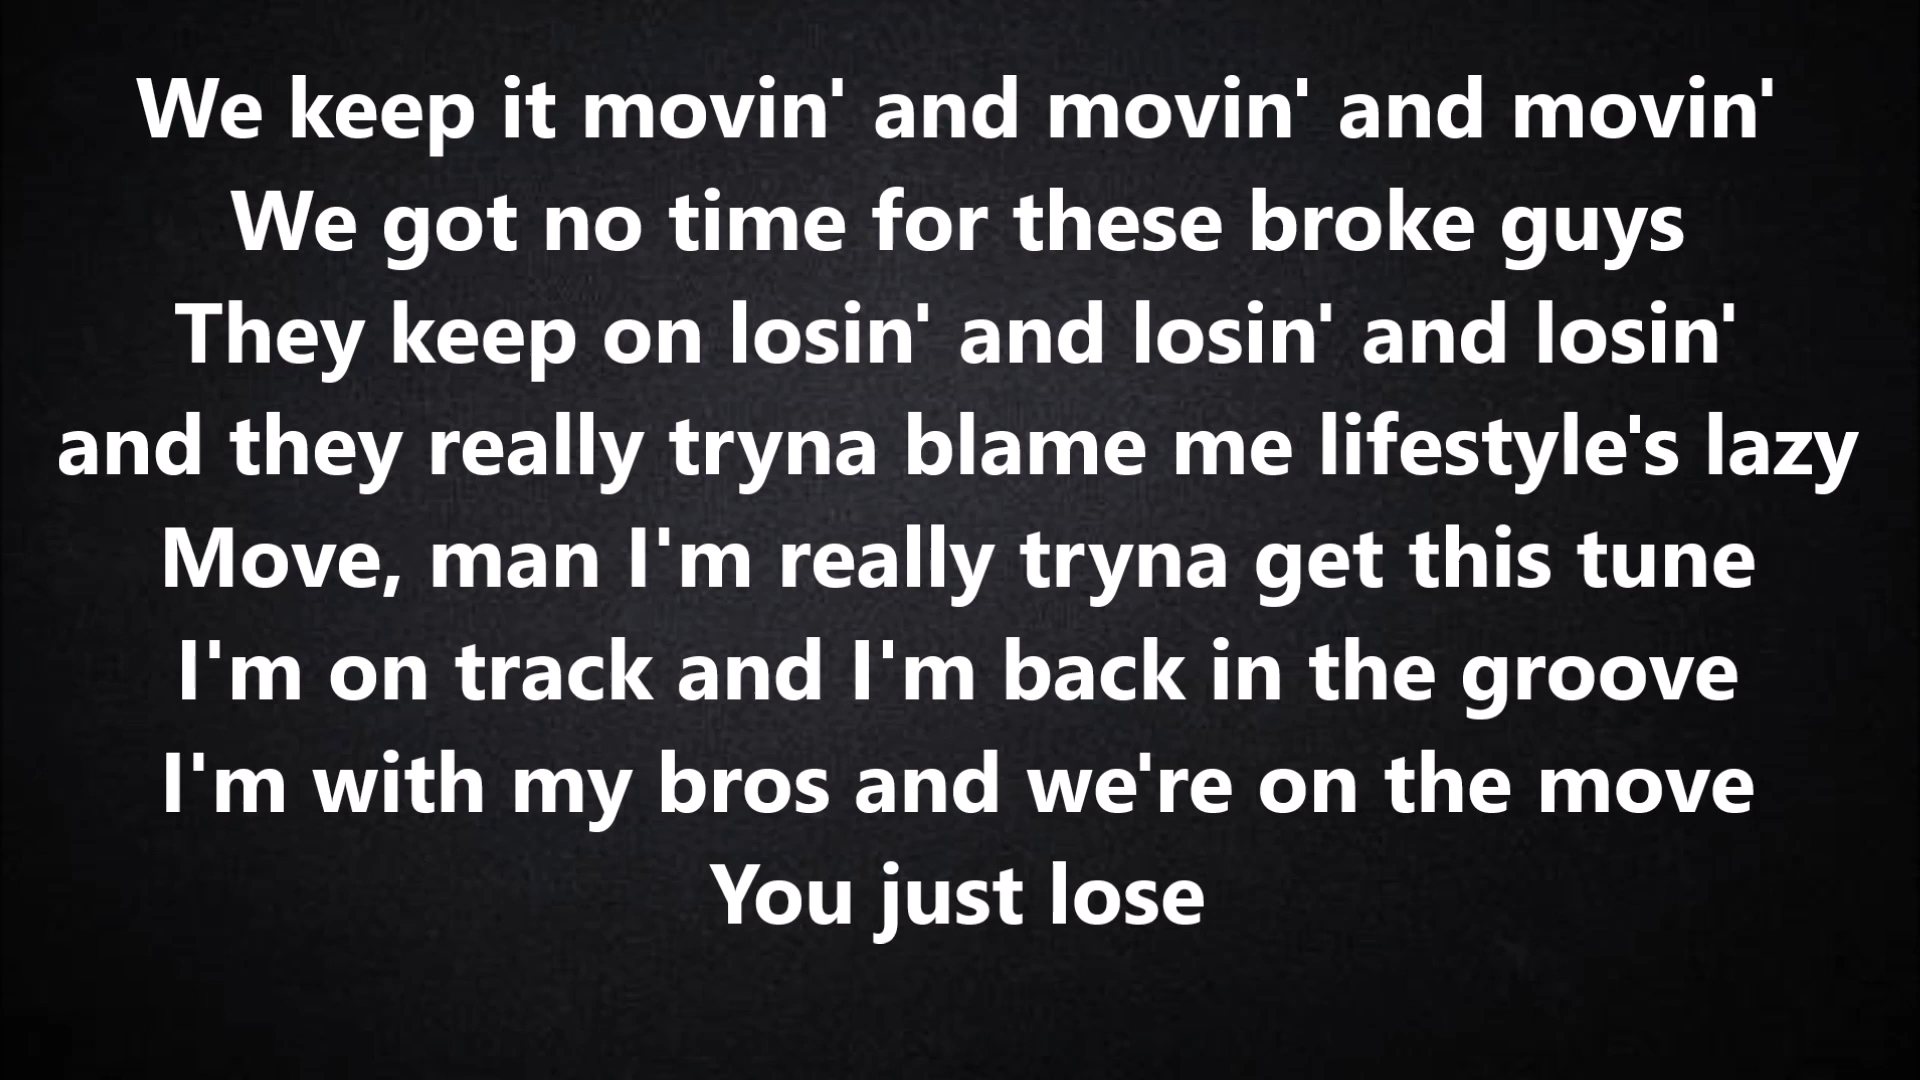 We keep it movin' and movin' and movin'
We got no time for these broke guys
They keep on losin' and losin' and losin'
and they really tryna blame me lifestyle's lazy
Move, man I'm really tryna get this tune
I'm on track and I'm back in the groove
I'm with my bros and we're on the move
You just lose